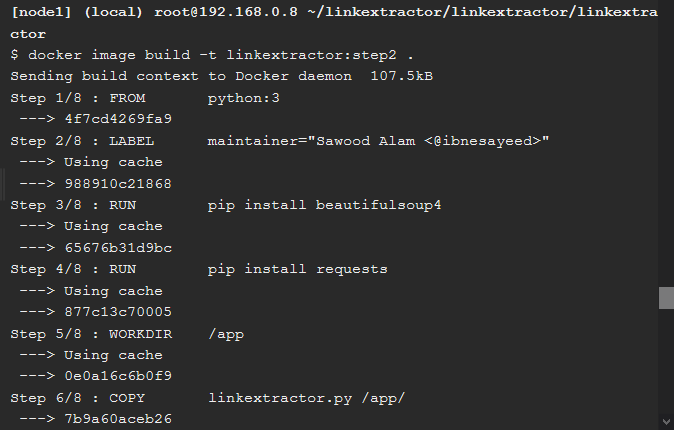 [node1] (local) root@192.168.0.8 ~/linkextractor/linkextractor/linkextra
ctor
$ docker image build -t linkextractor:step2 .
Sending build context to Docker daemon  107.5kB
Step 1/8 : FROM       python:3
 ---> 4f7cd4269fa9
Step 2/8 : LABEL      maintainer="Sawood Alam <@ibnesayeed>"
 ---> Using cache
 ---> 988910c21868
Step 3/8 : RUN        pip install beautifulsoup4
 ---> Using cache
 ---> 65676b31d9bc
Step 4/8 : RUN        pip install requests
 ---> Using cache
 ---> 877c13c70005
Step 5/8 : WORKDIR    /app
 ---> Using cache
 ---> 0e0a16c6b0f9
Step 6/8 : COPY       linkextractor.py /app/
 ---> 7b9a60aceb26